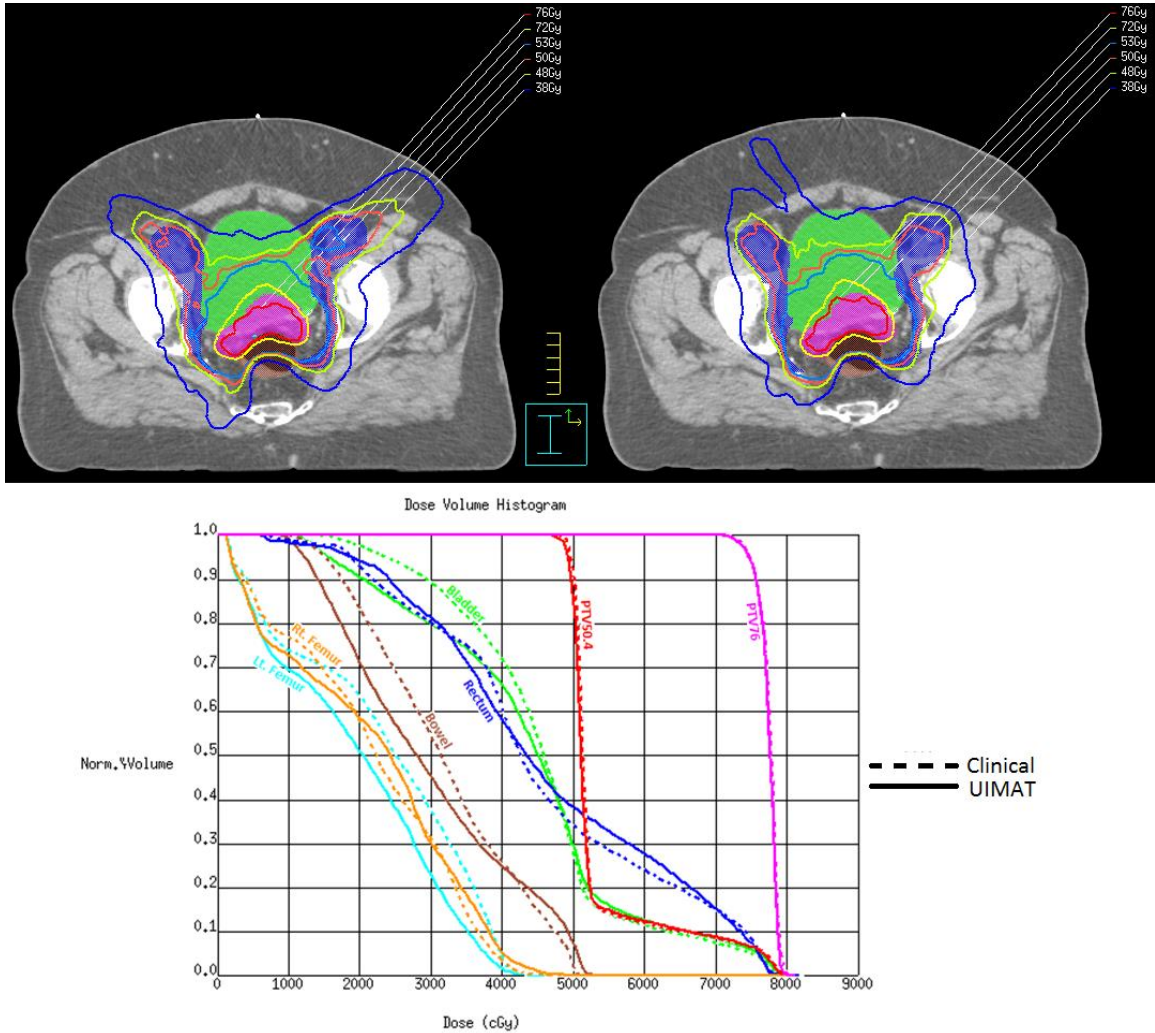 76Gy
72Gy
53Gy
50Gy
48Gy
38Gy
76Gy
72Gy
53Gy
50Gy
48Gy
38Gy
Dose Volume Histogram
1.0
0.9
0.8
0.7
0.6
0.5
0.4
0.3
0.2
0.1
0.0
Norm.%Volume
Bladder
Rt. Femur
Lt. Femur
Rectum
Bowel
PTV50.4
PTV76
Clinical
UIMAT
0
1000
2000
3000
4000
5000
6000
7000
8000
9000
Dose (cGy)